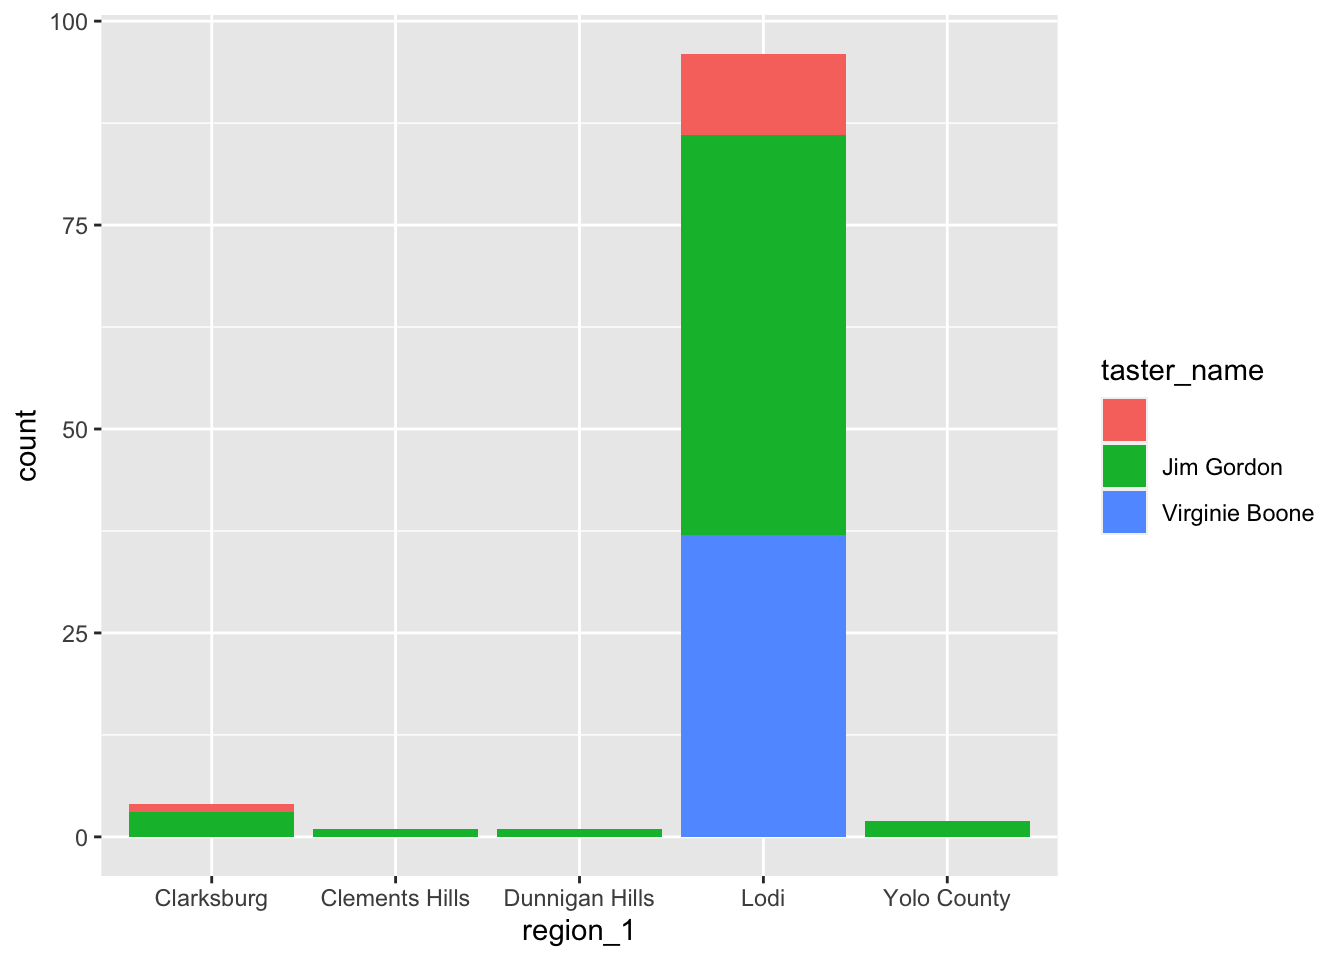 100
75
50
25
0
count
Clarksburg
Clements Hills
Dunnigan Hills
Lodi
Yolo County
region_1
taster_name
Jim Gordon
Virginie Boone